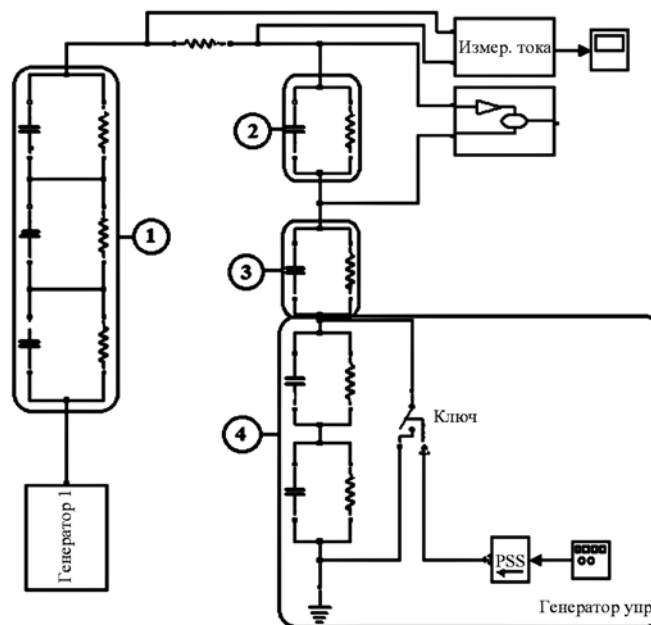 Измер. тока
2
1
3
4
Ключ
Генератор 1
PSS
Генератор упр